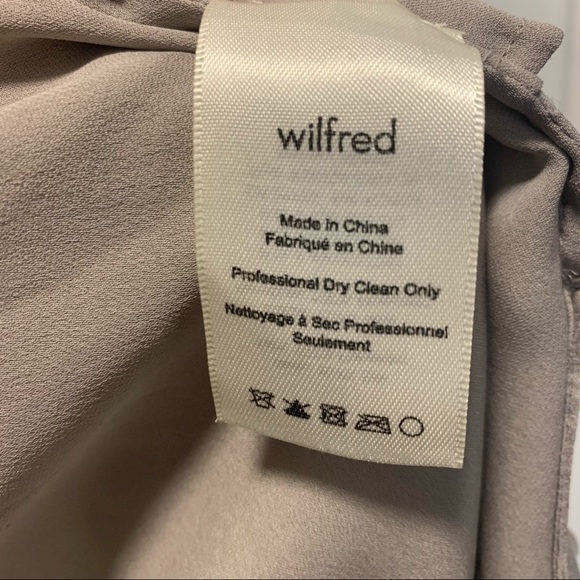 wilfred
Made in China
Fabriqué en Chine
Professional Dry Clean Only
Nettoyage à Sec Professionnel
Seulement